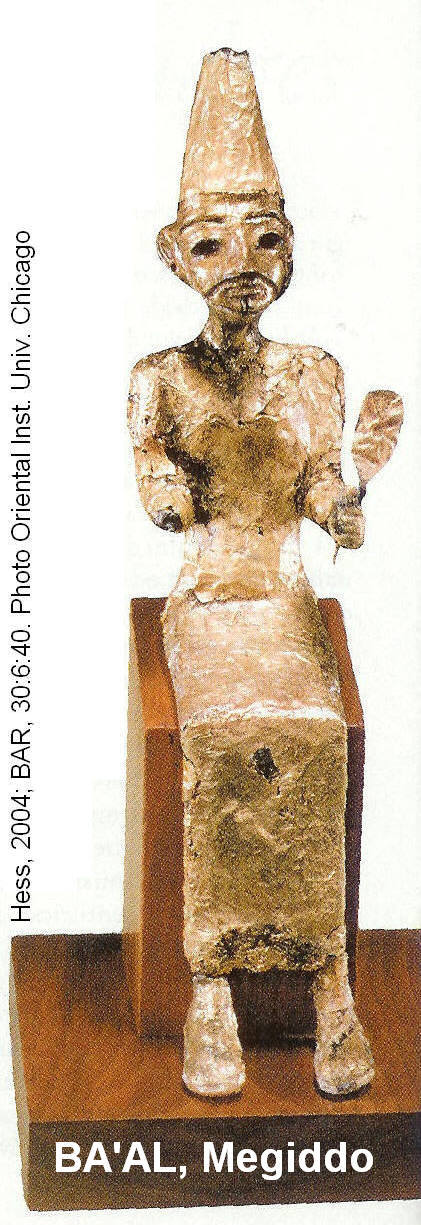 Hess, 2004; BAR, 30:6:40. Photo Oriental Inst. Univ. Chicago
BA'AL, Megiddo